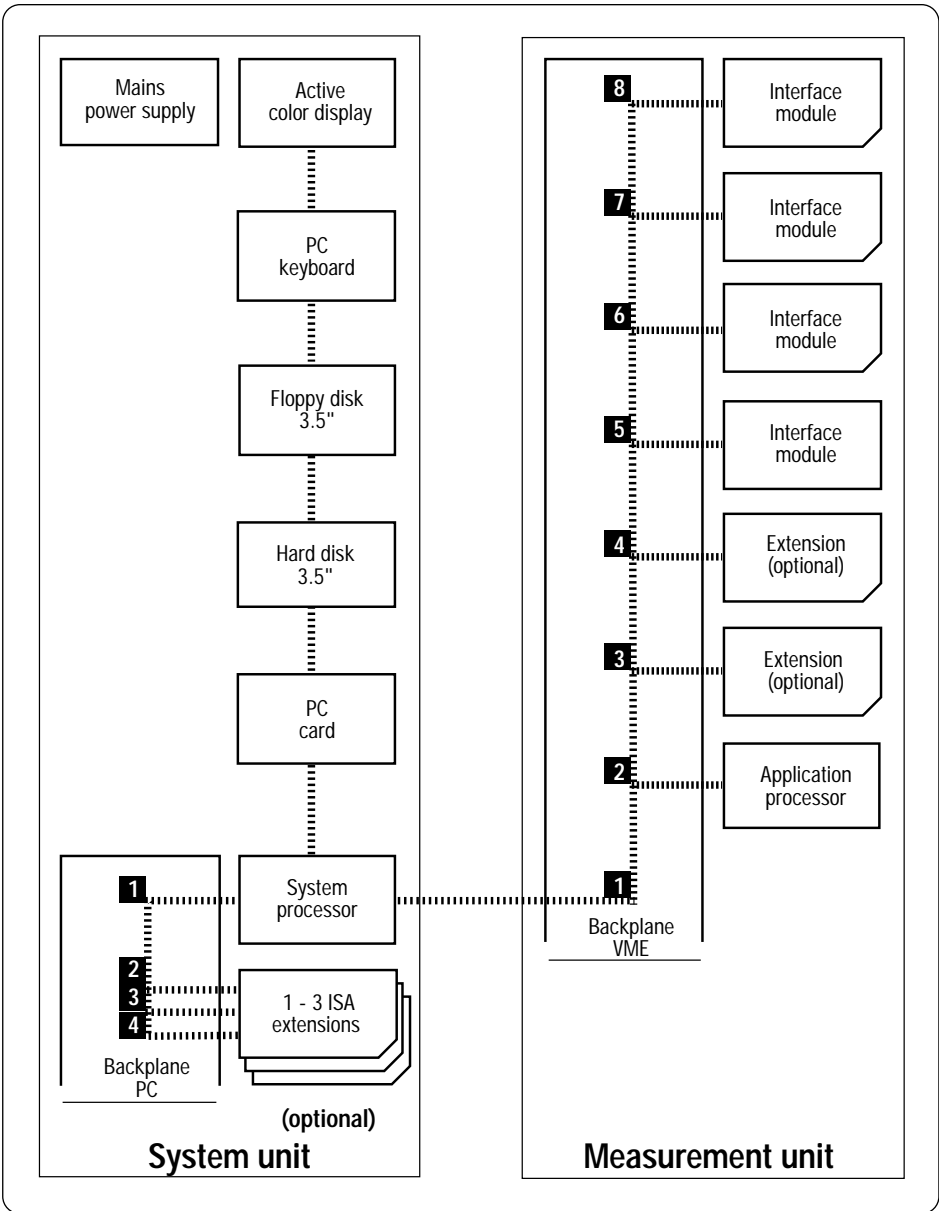 Mains
power supply
Active
color display
PC
keyboard
Floppy disk
3.5"
Hard disk
3.5"
PC
card
1
System
processor
2
3
4
1 - 3 ISA
extensions
Backplane
PC
(optional)
System unit
8
Interface
module
7
Interface
module
6
Interface
module
5
Interface
module
4
Extension
(optional)
3
Extension
(optional)
2
Application
processor
1
Backplane
VME
Measurement unit